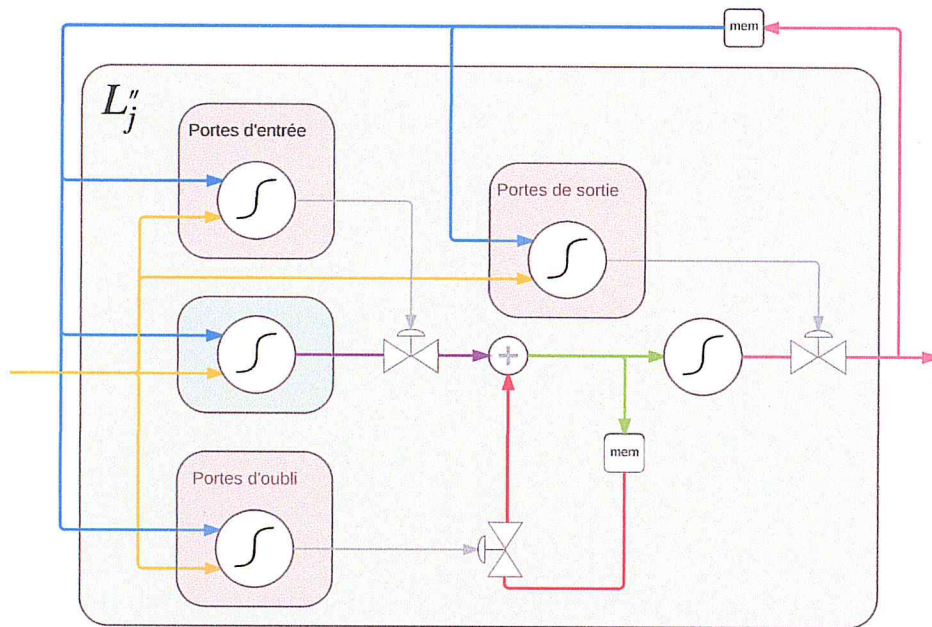 mem
L″j
Portes d'entrée
Portes de sortie
mem
Portes d'oubli